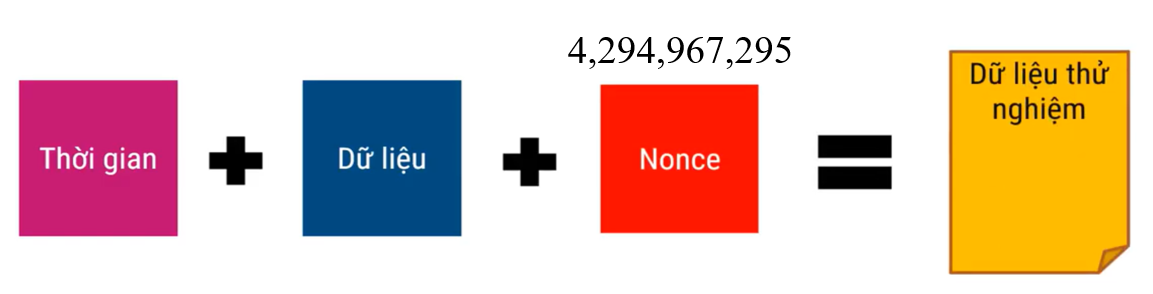 4,294,967,295
Thời gian
Dữ liệu
Nonce
Dữ liệu thử
nghiệm